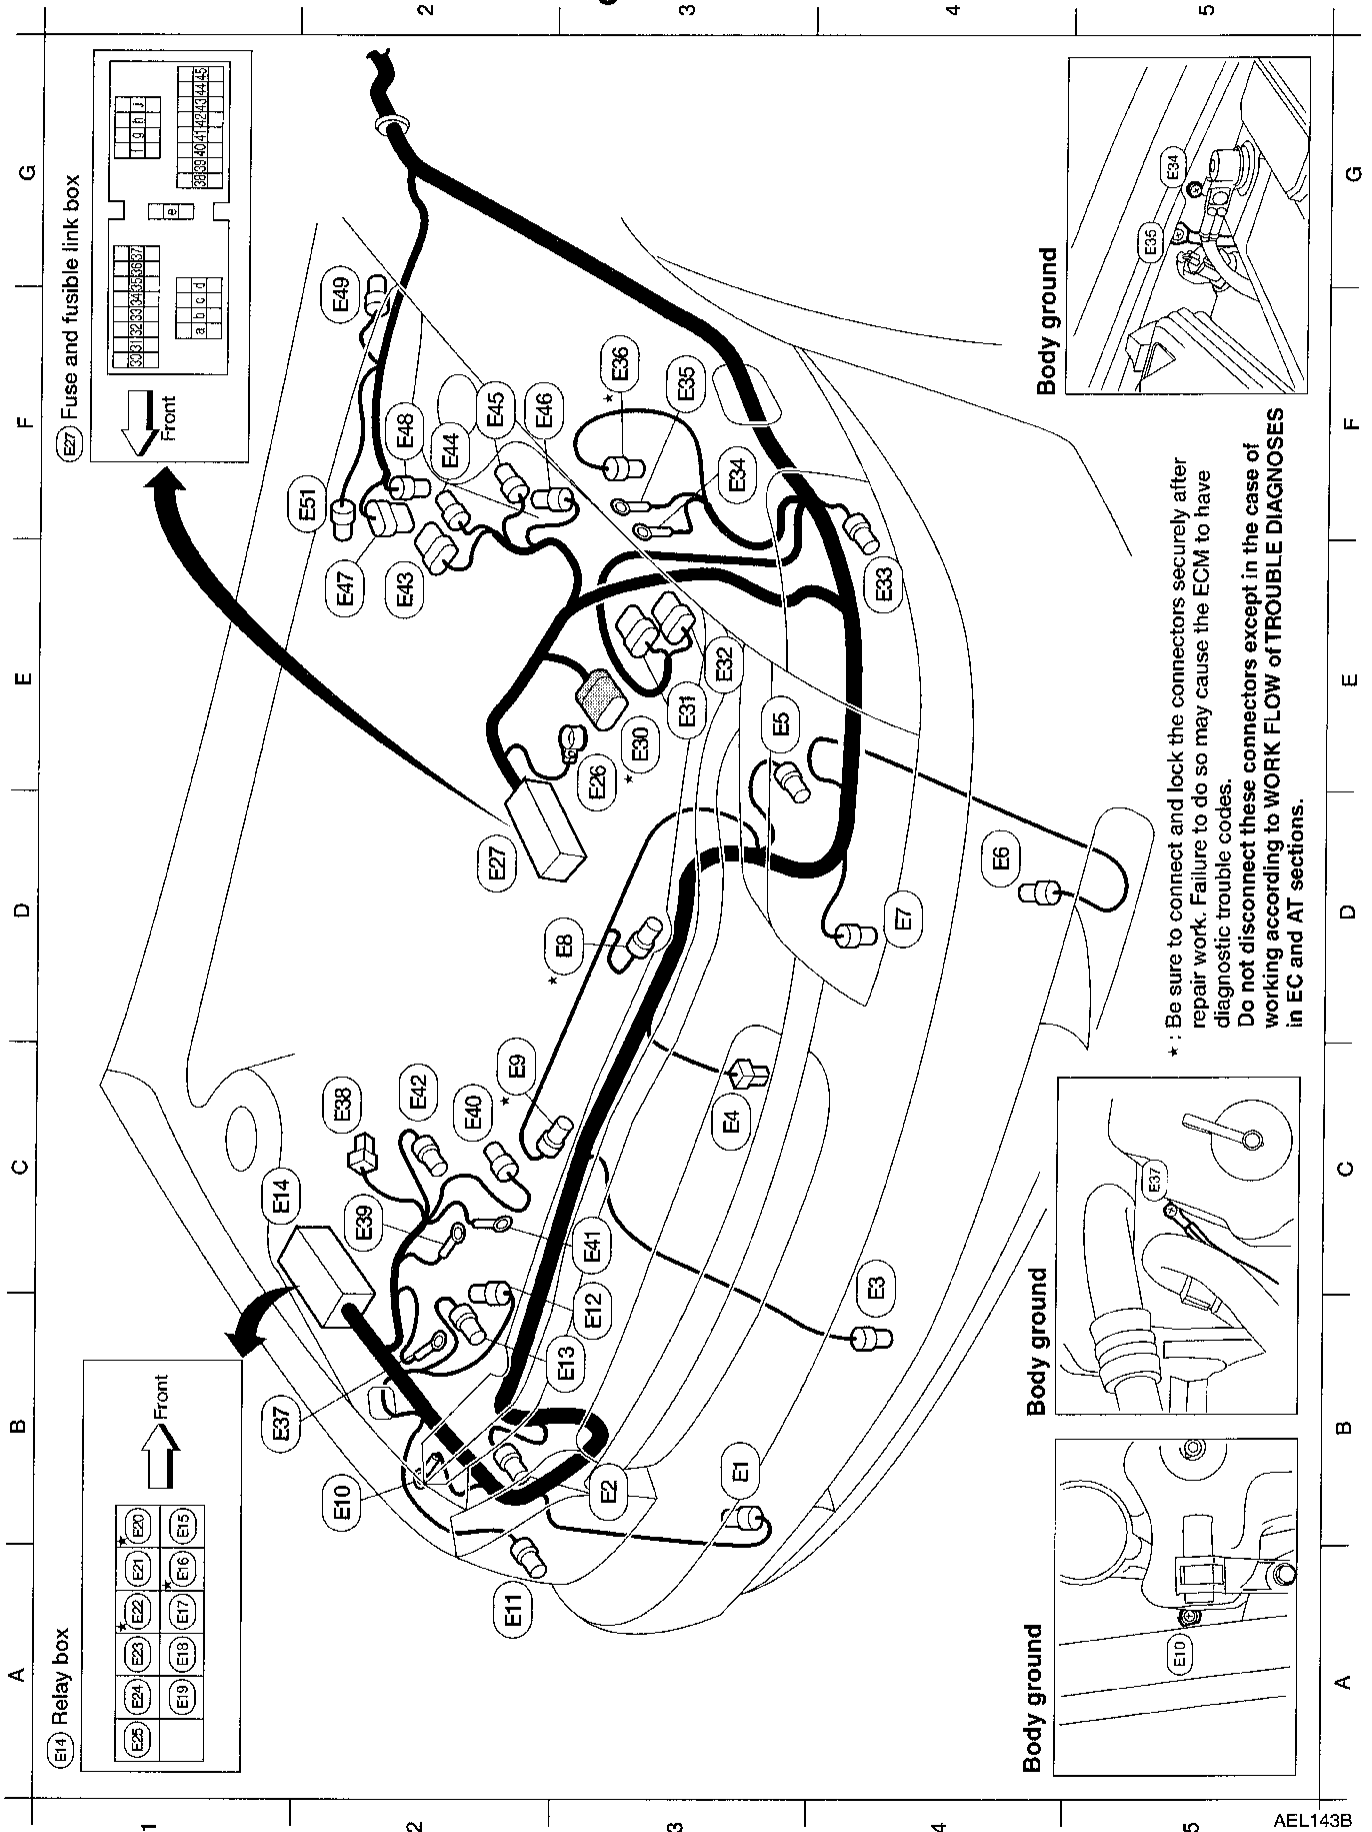 2
3
4
5
G
F
E
D
C
B
A
E27 Fuse and fusible link box
f g h j
38 39 40 41 42 43 44 45
e
30 31 32 33 34 35 36 37
a b c d
Front
E49
E51
E48
E44
E45
E46
E36
★
E35
E34
E47
E43
E33
E32
E31
E30
★
E26
E5
E27
E6
E7
E8
★
E9
★
E4
E38
E42
E40
E14
E39
E41
E12
E13
E3
E37
E10
E2
E1
E11
Body ground
E34
E35
★ : Be sure to connect and lock the connectors securely after
repair work. Failure to do so may cause the ECM to have
diagnostic trouble codes.
Do not disconnect these connectors except in the case of
working according to WORK FLOW of TROUBLE DIAGNOSES
in EC and AT sections.
Body ground
E37
Body ground
E10
E14 Relay box
E25 E24 E23 ★ E22 E21 ★ E20
E19 E18 E17 ★ E16 E15
Front
G
F
E
D
C
B
A
1
2
3
4
5
AEL143B